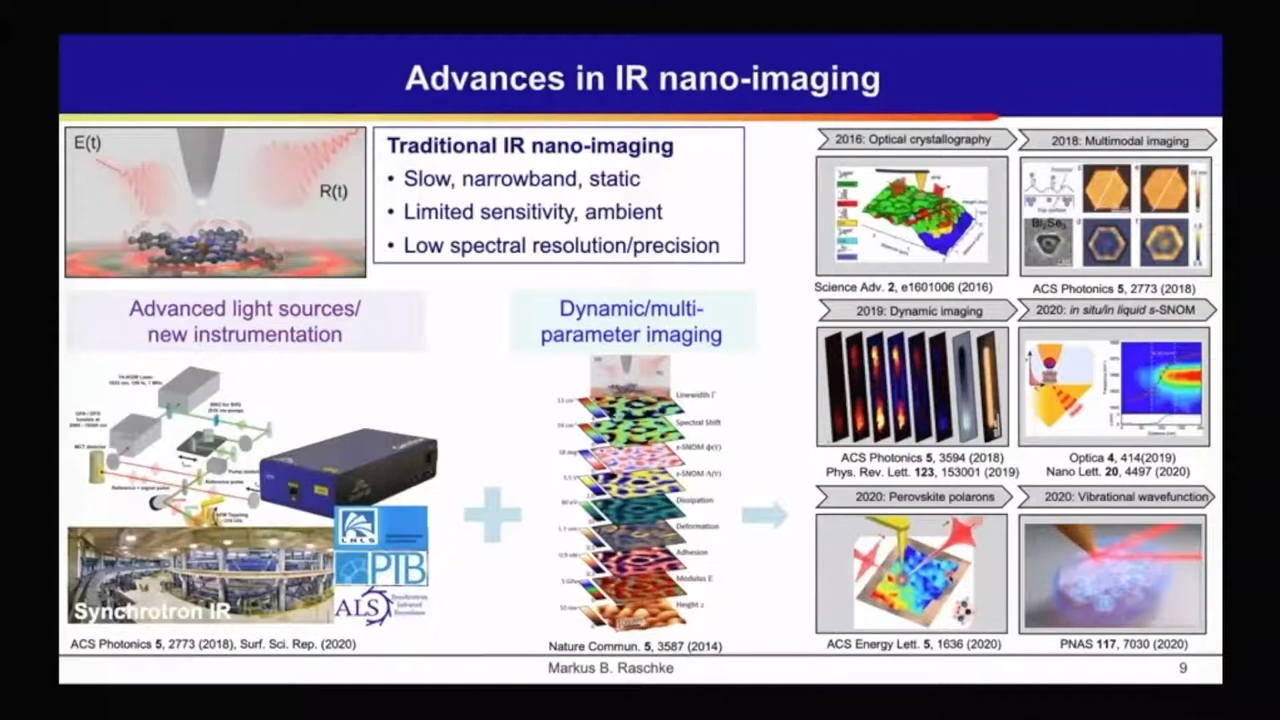 Advances in IR nano-imaging
E(t)
R(t)
Traditional IR nano-imaging
• Slow, narrowband, static
• Limited sensitivity, ambient
• Low spectral resolution/precision
Advanced light sources/
new instrumentation
Synchrotron IR
LNLS
PTB
ALS
ACS Photonics 5, 2773 (2018), Surf. Sci. Rep. (2020)
Dynamic/multi-
parameter imaging
Linewidth Γ
Spectral Shift
s-SNOM ϕ(ν)
s-SNOM A(ν)
Dissipation
Deformation
Adhesion
Modulus E
Height z
Nature Commun. 5, 3587 (2014)
2016: Optical crystallography
Science Adv. 2, e1601006 (2016)
2018: Multimodal imaging
Bi₂Se₃
ACS Photonics 5, 2773 (2018)
2019: Dynamic imaging
ACS Photonics 5, 3594 (2018)
Phys. Rev. Lett. 123, 153001 (2019)
2020: in situ/in liquid s-SNOM
Optica 4, 414(2019)
Nano Lett. 20, 4497 (2020)
2020: Perovskite polarons
ACS Energy Lett. 5, 1636 (2020)
2020: Vibrational wavefunction
PNAS 117, 7030 (2020)
Markus B. Raschke
9